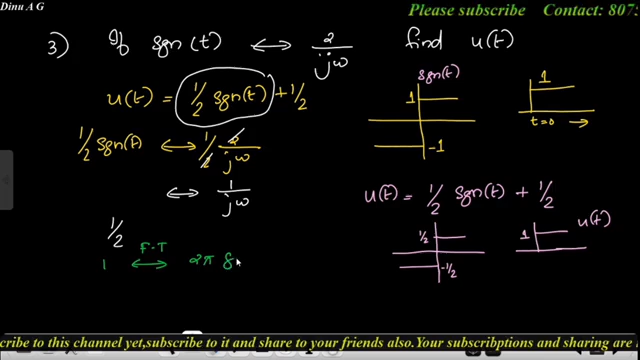 Dinu A G
Please subscribe Contact: 807:
3) If sgn(t) ⟷ 2/jω find u(t)
u(t) = 1/2 sgn(t) + 1/2
1/2 sgn(t) ⟷ 1/2 2/jω
⟷ 1/jω
1/2
1 ⟷ F.T 2π δ
sgn(t)
1
-1
1
t=0 →
u(t) = 1/2 sgn(t) + 1/2
1/2
-1/2
1
u(t)
cribe to this channel yet,subscribe to it and share to your friends also.Your subscribptions and sharing are